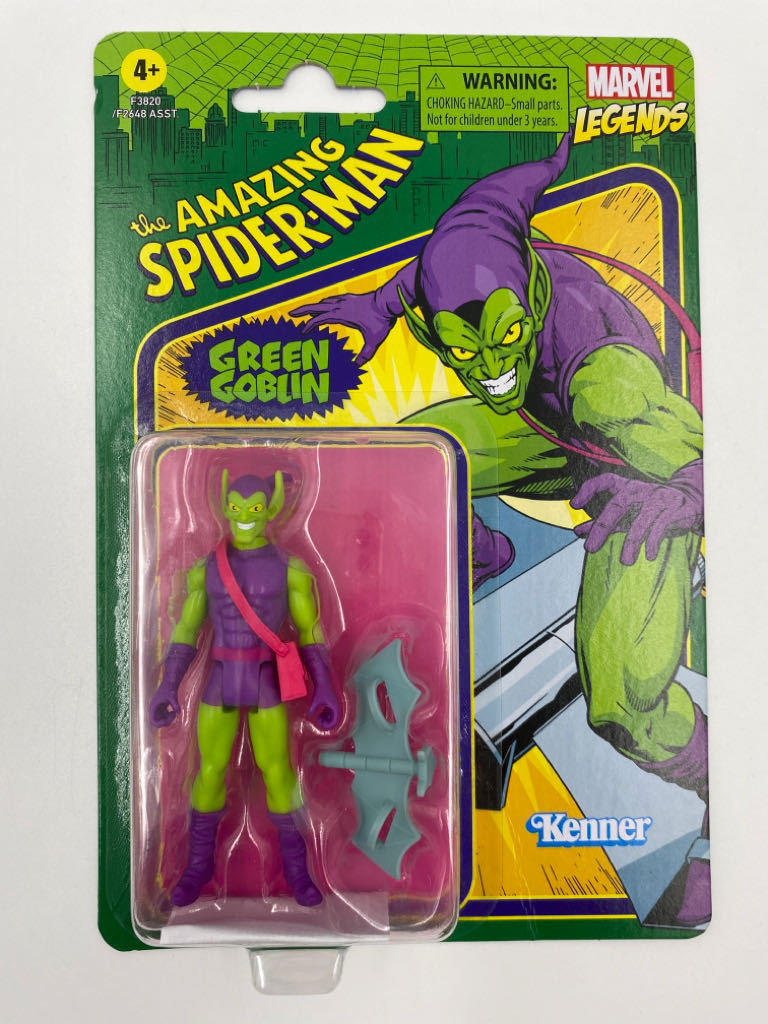 4+
F3820
/F2648 ASST.
⚠ WARNING:
CHOKING HAZARD–Small parts.
Not for children under 3 years.
MARVEL
LEGENDS
the AMAZING
SPIDER-MAN
GREEN
GOBLIN
Kenner